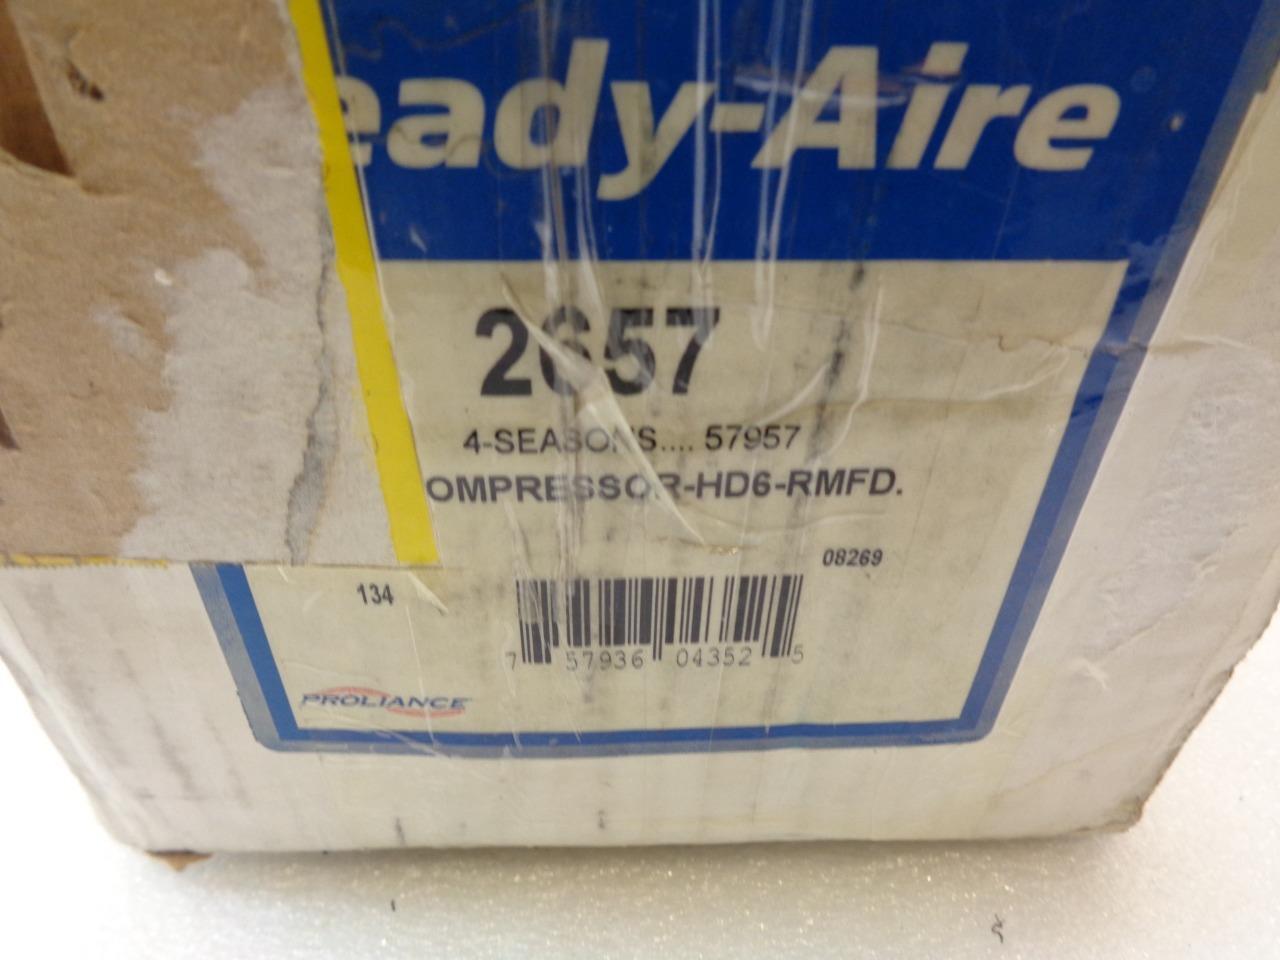 eady-Aire
2657
4-SEASONS.... 57957
OMPRESSOR-HD6-RMFD.
08269
134
7 57936 04352 5
PROLIANCE